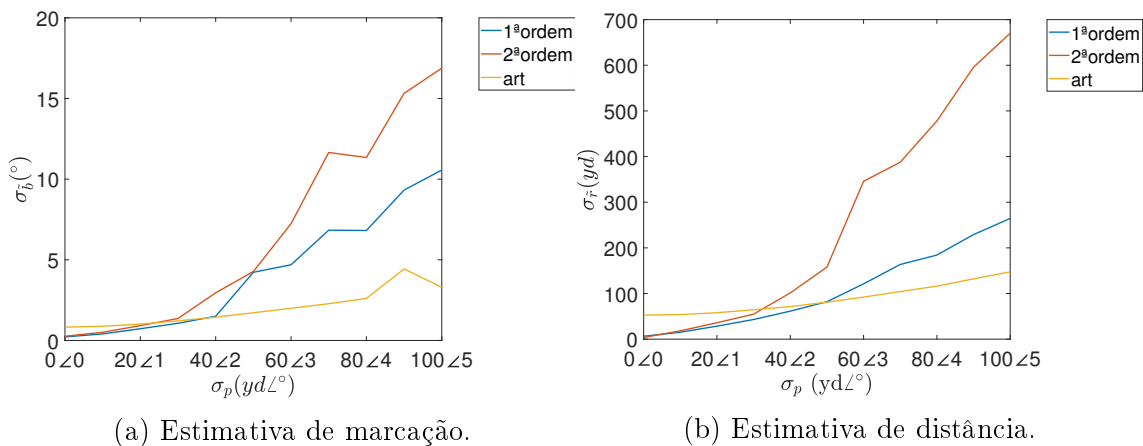 20
15
10
5
0
σ_b̃(°)
0∠0 20∠1 40∠2 60∠3 80∠4 100∠5
σ_p(yd∠°)
1ªordem
2ªordem
art
(a) Estimativa de marcação.
700
600
500
400
300
200
100
0
σ_r̃(yd)
0∠0 20∠1 40∠2 60∠3 80∠4 100∠5
σ_p (yd∠°)
1ªordem
2ªordem
art
(b) Estimativa de distância.